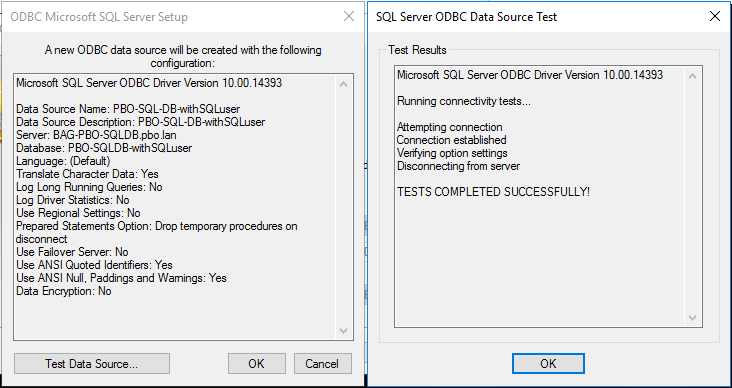 ODBC Microsoft SQL Server Setup
A new ODBC data source will be created with the following
configuration:
Microsoft SQL Server ODBC Driver Version 10.00.14393
Data Source Name: PBO-SQL-DB-withSQLuser
Data Source Description: PBO-SQL-DB-withSQLuser
Server: BAG-PBO-SQLDB.pbo.lan
Database: PBO-SQLDB-withSQLuser
Language: (Default)
Translate Character Data: Yes
Log Long Running Queries: No
Log Driver Statistics: No
Use Regional Settings: No
Prepared Statements Option: Drop temporary procedures on
disconnect
Use Failover Server: No
Use ANSI Quoted Identifiers: Yes
Use ANSI Null, Paddings and Warnings: Yes
Data Encryption: No
Test Data Source...
OK
Cancel
SQL Server ODBC Data Source Test
Test Results
Microsoft SQL Server ODBC Driver Version 10.00.14393
Running connectivity tests...
Attempting connection
Connection established
Verifying option settings
Disconnecting from server
TESTS COMPLETED SUCCESSFULLY!
OK